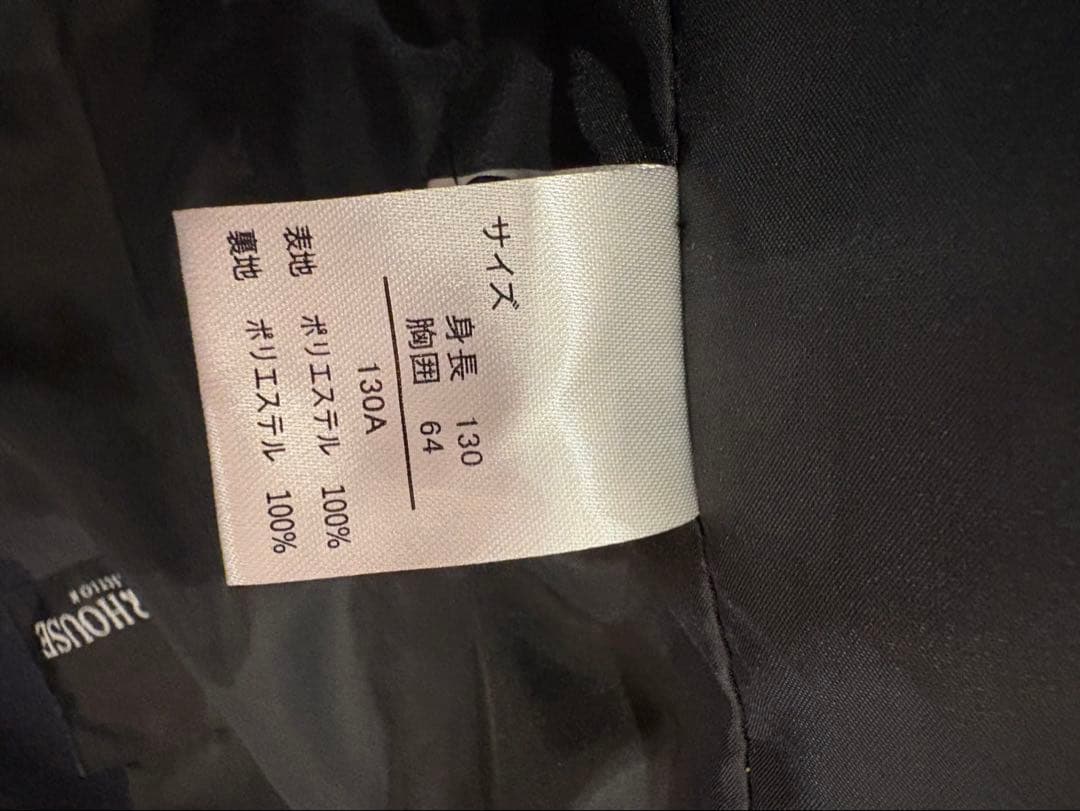 サイズ
身長 130
胸囲 64
130A
表地 ポリエステル 100%
裏地 ポリエステル 100%
HOUSE